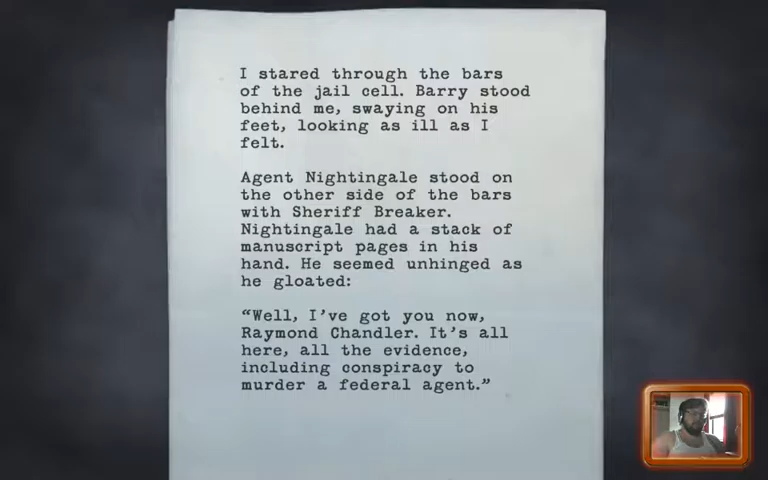 I stared through the bars
of the jail cell. Barry stood
behind me, swaying on his
feet, looking as ill as I
felt.
Agent Nightingale stood on
the other side of the bars
with Sheriff Breaker.
Nightingale had a stack of
manuscript pages in his
hand. He seemed unhinged as
he gloated:
“Well, I’ve got you now,
Raymond Chandler. It’s all
here, all the evidence,
including conspiracy to
murder a federal agent.”